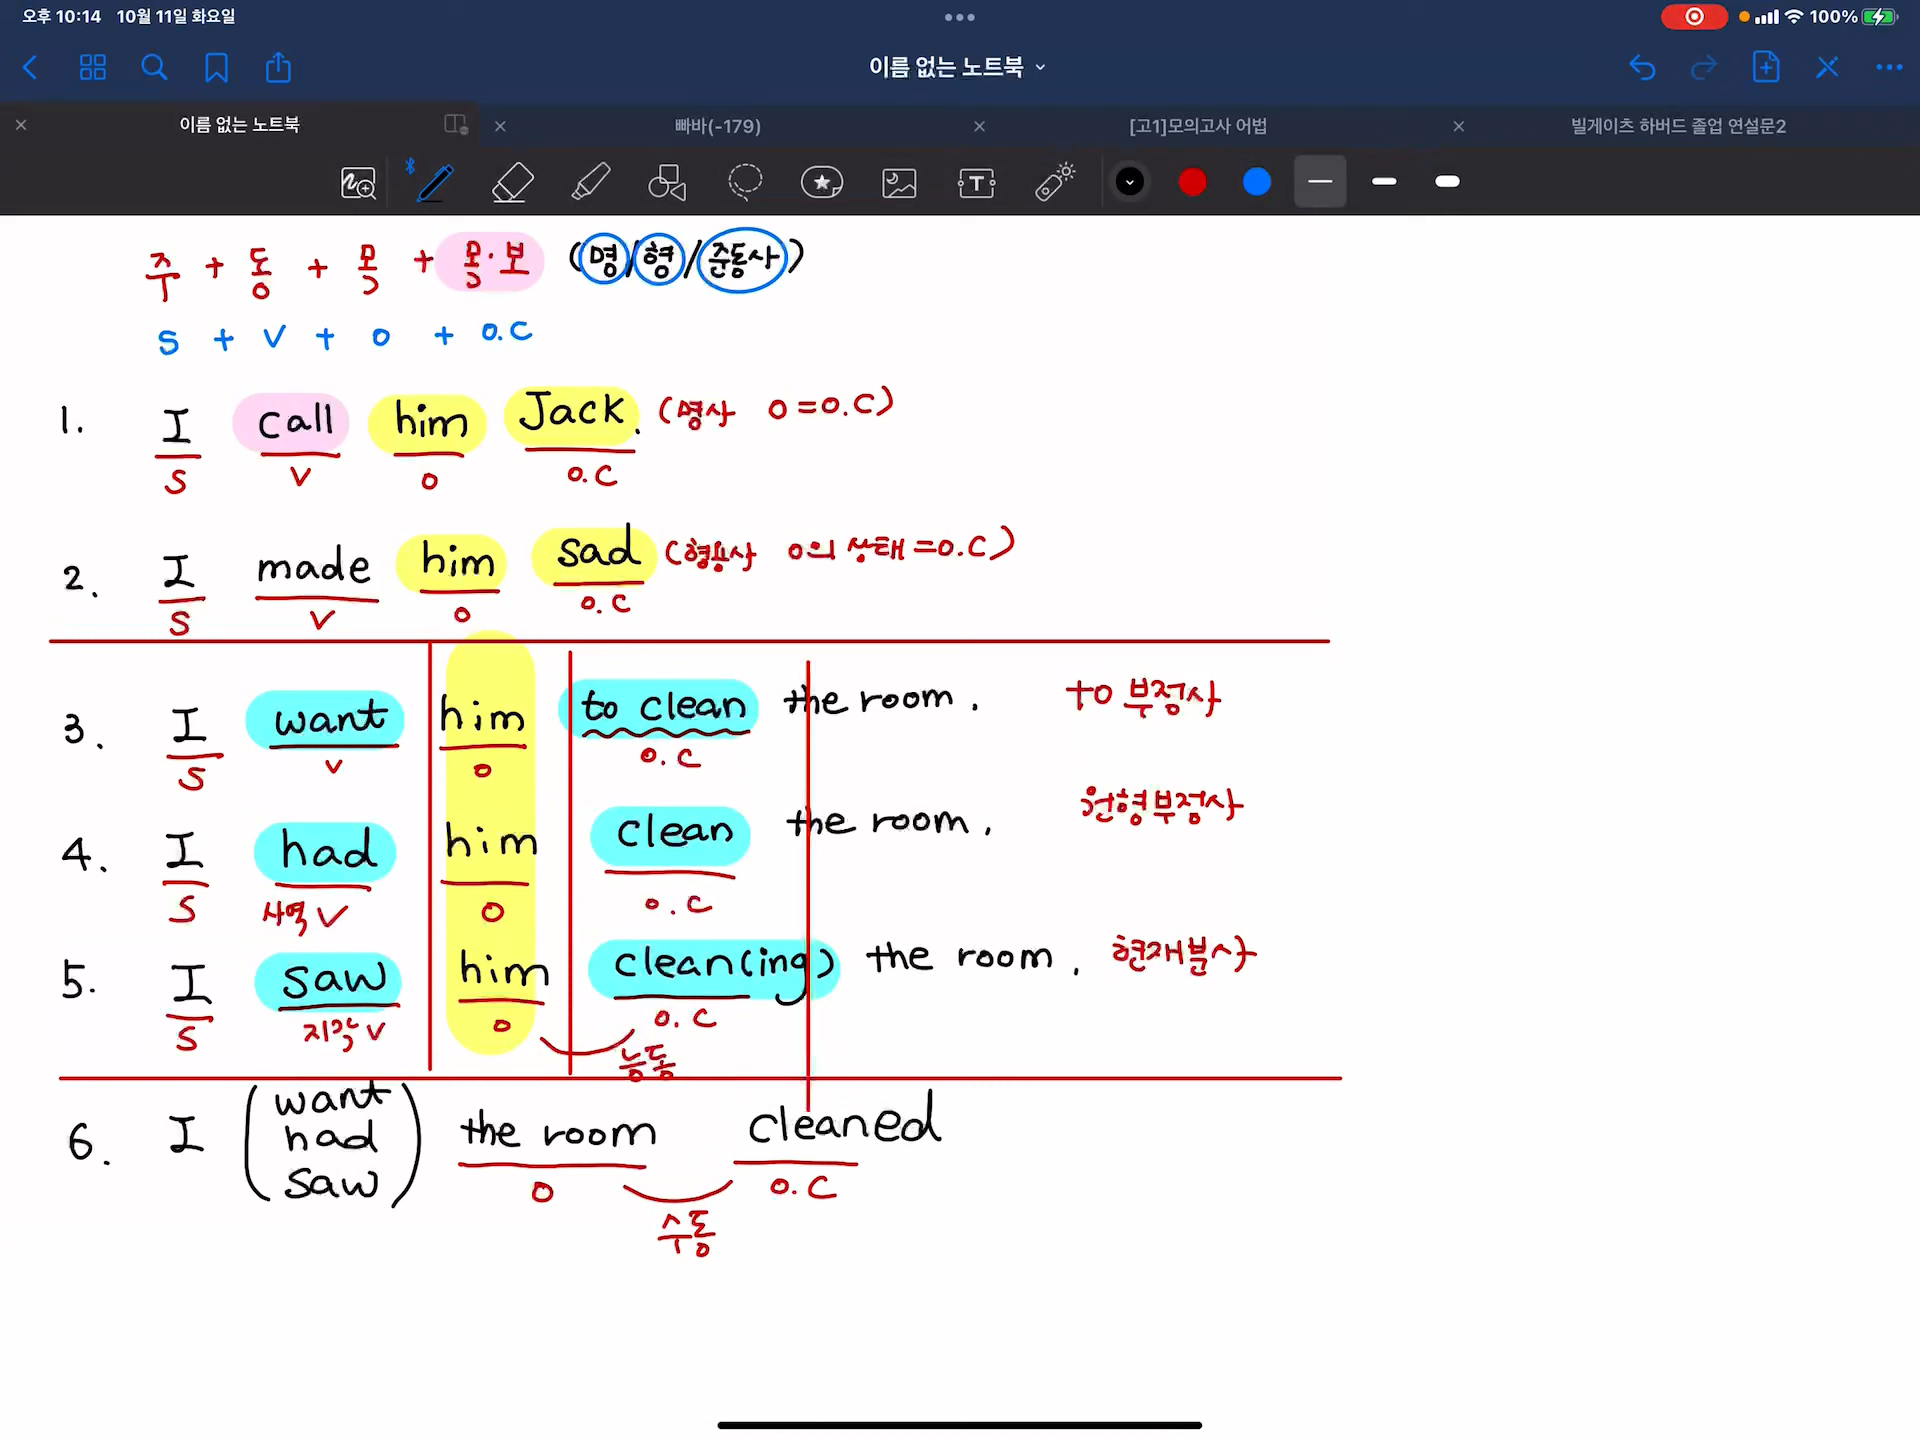 오후 10:14 10월 11일 화요일 100%
이름 없는 노트북
이름 없는 노트북 빠바(-179) [고1]모의고사 어법 빌게이츠 하버드 졸업 연설문2
주 + 동 + 목 + 목·보 (명/형/준동사)
S + V + O + O.C
1. I call him Jack. (명사 O=O.C)
S V O O.C
2. I made him sad (형용사 O의 상태=O.C)
S V O O.C
3. I want him to clean the room. to 부정사
S V O O.C
4. I had him clean the room. 원형부정사
S 사역V O O.C
5. I saw him clean(ing) the room. 현재분사
S 지각V O O.C
능동
6. I (want had saw) the room cleaned
O O.C
수동